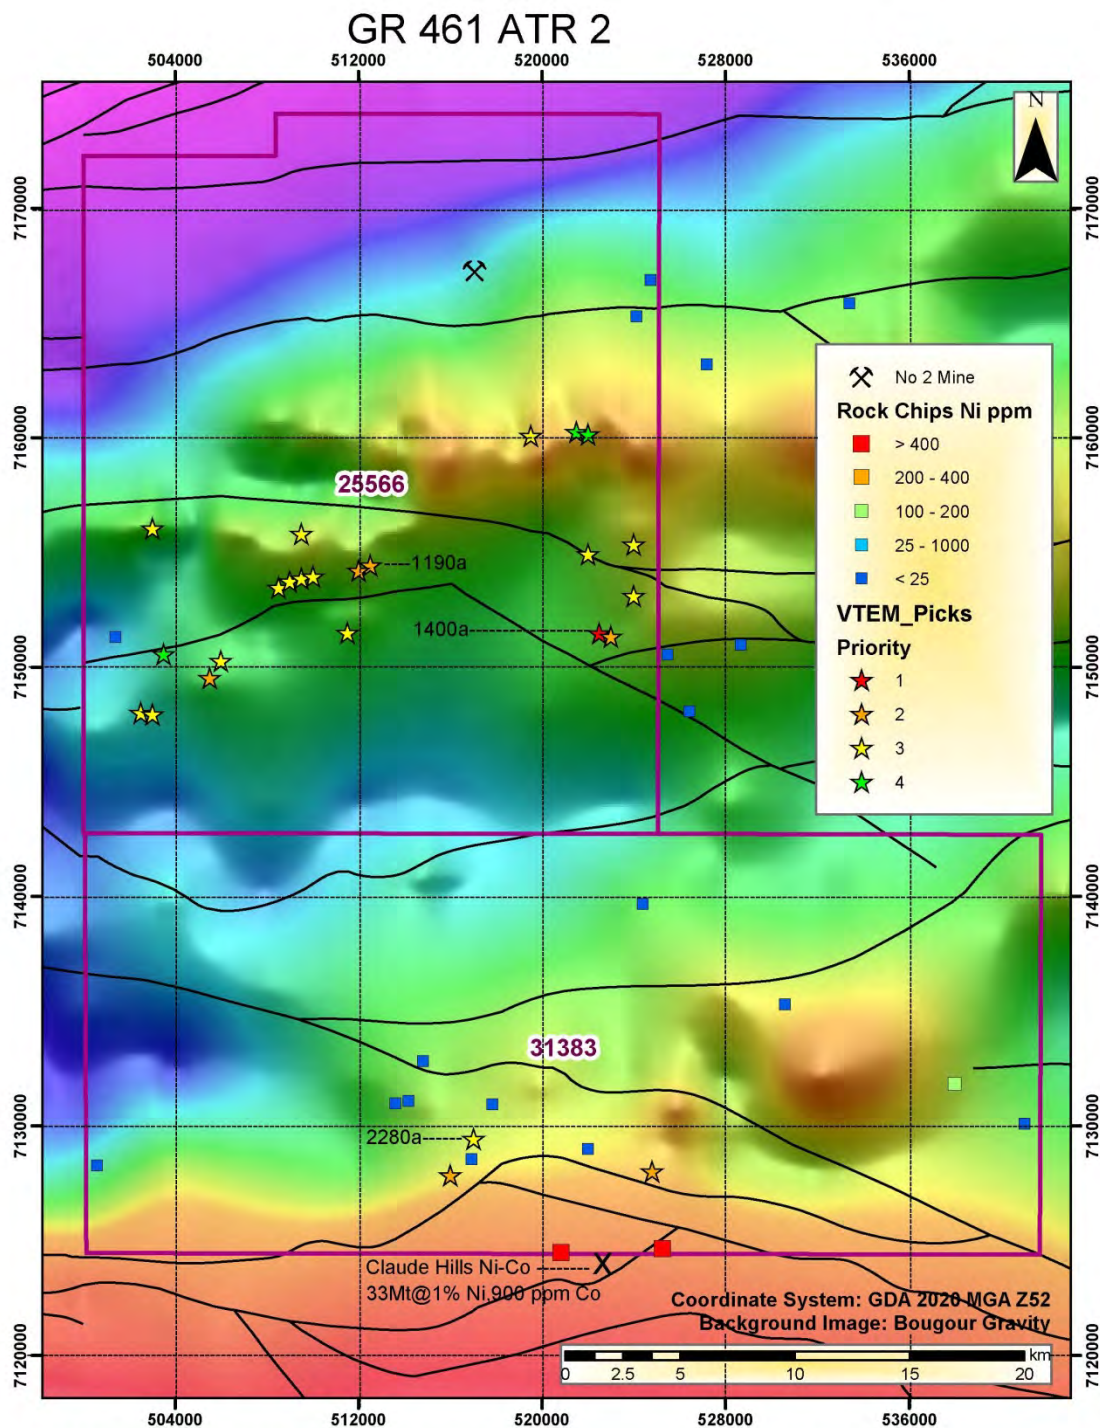 GR 461 ATR 2
504000 512000 520000 528000 536000
N
7170000 7170000
No 2 Mine
Rock Chips Ni ppm
> 400
7160000 7160000
200 - 400
25566
100 - 200
25 - 1000
1190a
< 25
VTEM_Picks
1400a
Priority
7150000 7150000
1
2
3
4
7140000 7140000
31383
7130000 7130000
2280a
Claude Hills Ni-Co
33Mt@1% Ni,900 ppm Co
Coordinate System: GDA 2020 MGA Z52
Background Image: Bougour Gravity
7120000 7120000
km
0 2.5 5 10 15 20
504000 512000 520000 528000 536000